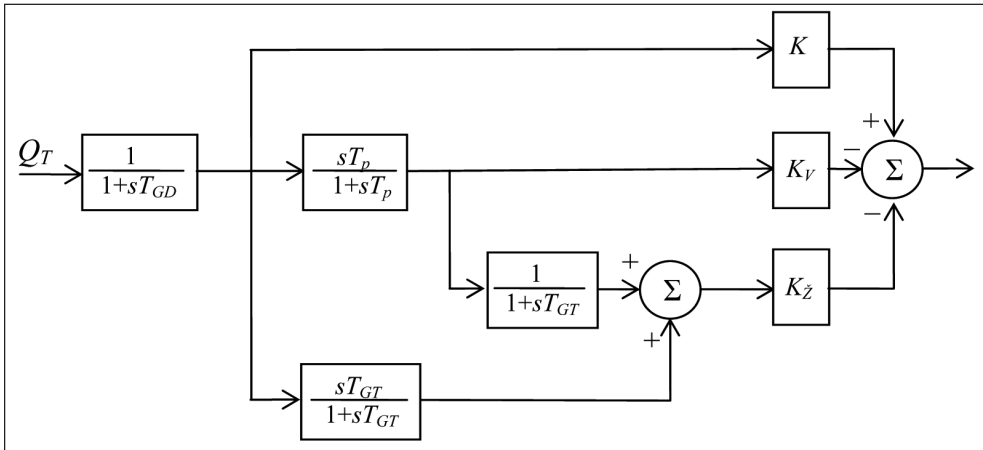 K
+
Q_T
1
1+sT_GD
sT_p
1+sT_p
K_V
−
Σ
−
1
1+sT_GT
+
Σ
+
K_Ž
sT_GT
1+sT_GT